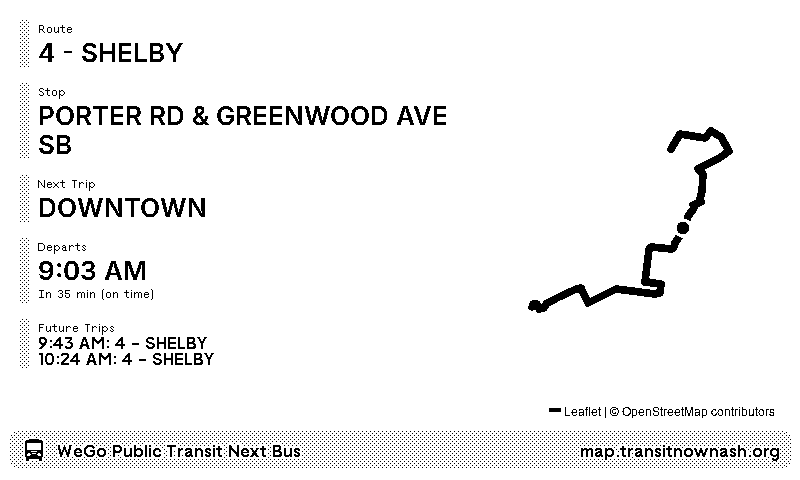 Route
4 - SHELBY
Stop
PORTER RD & GREENWOOD AVE
SB
Next Trip
DOWNTOWN
Departs
9:03 AM
In 35 min (on time)
Future Trips
9:43 AM: 4 - SHELBY
10:24 AM: 4 - SHELBY
Leaflet | © OpenStreetMap contributors
WeGo Public Transit Next Bus
map.transitnownash.org